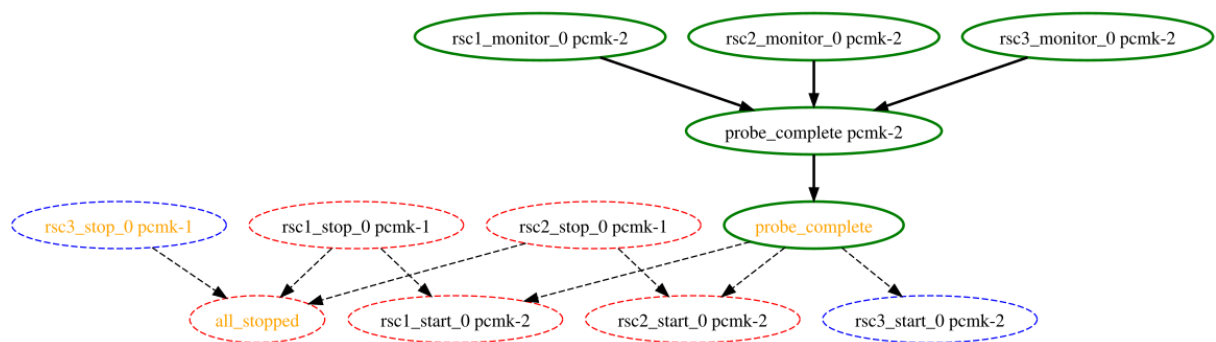 rsc1_monitor_0 pcmk-2
rsc2_monitor_0 pcmk-2
rsc3_monitor_0 pcmk-2
probe_complete pcmk-2
rsc3_stop_0 pcmk-1
rsc1_stop_0 pcmk-1
rsc2_stop_0 pcmk-1
probe_complete
all_stopped
rsc1_start_0 pcmk-2
rsc2_start_0 pcmk-2
rsc3_start_0 pcmk-2